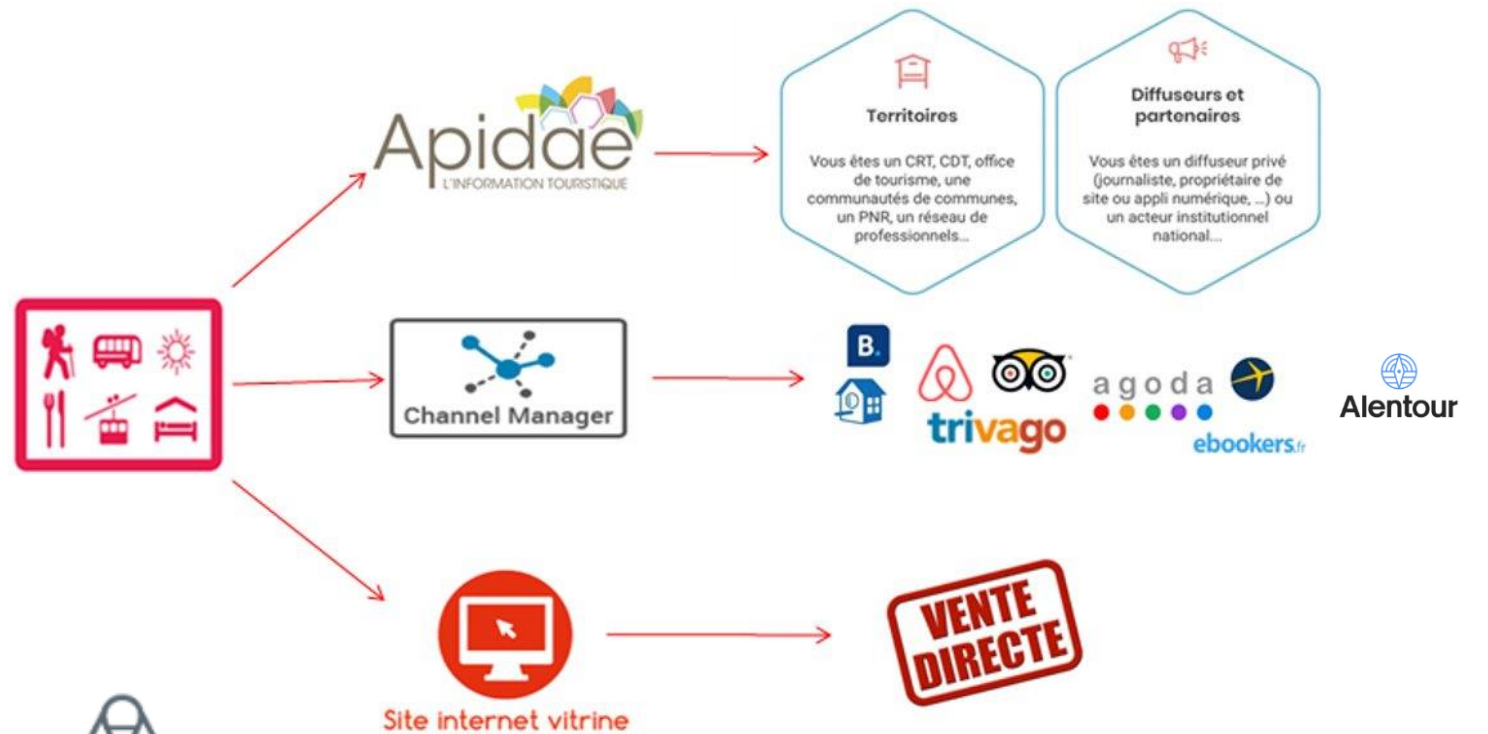 Apidae
L'INFORMATION TOURISTIQUE
Territoires
Vous êtes un CRT, CDT, office
de tourisme, une
communautés de communes,
un PNR, un réseau de
professionnels...
Diffuseurs et
partenaires
Vous êtes un diffuseur privé
(journaliste, propriétaire de
site ou appli numérique, ...) ou
un acteur institutionnel
national...
Channel Manager
B.
trivago
agoda
ebookers.fr
Alentour
Site internet vitrine
VENTE
DIRECTE